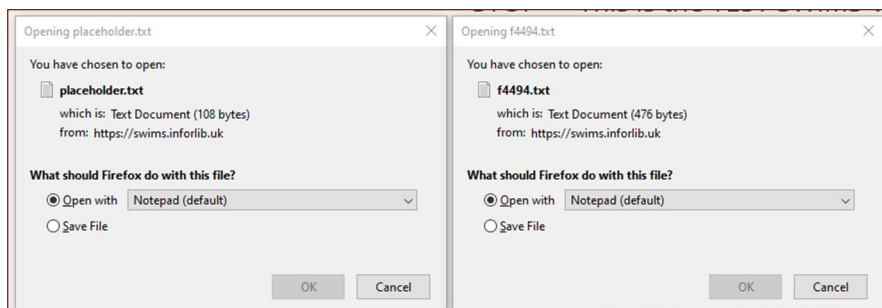 Opening placeholder.txt
You have chosen to open:
placeholder.txt
which is: Text Document (108 bytes)
from: https://swims.inforlib.uk
What should Firefox do with this file?
Open with Notepad (default)
Save File
OK Cancel
Opening f4494.txt
You have chosen to open:
f4494.txt
which is: Text Document (476 bytes)
from: https://swims.inforlib.uk
What should Firefox do with this file?
Open with Notepad (default)
Save File
OK Cancel